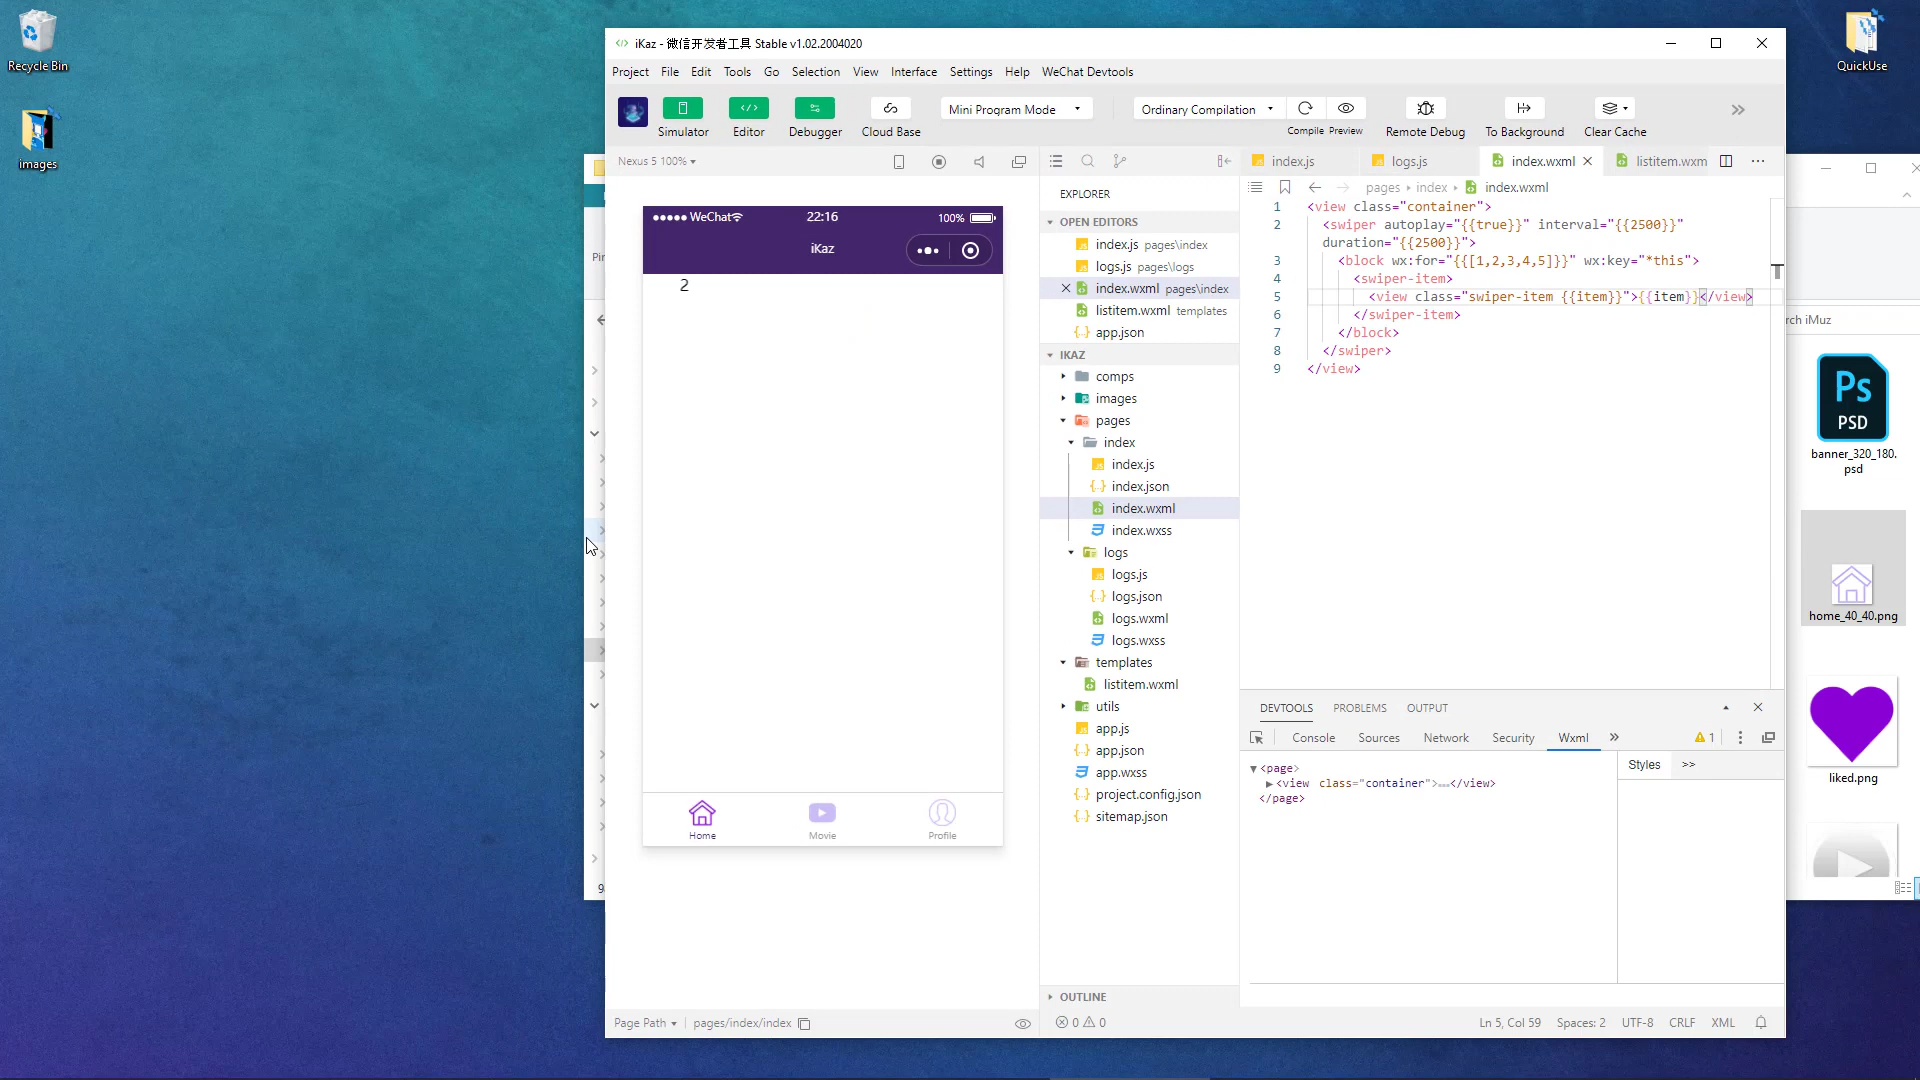 Recycle Bin
images
QuickUse
iKaz - 微信开发者工具 Stable v1.02.2004020
Project File Edit Tools Go Selection View Interface Settings Help WeChat Devtools
Simulator Editor Debugger Cloud Base
Mini Program Mode
Ordinary Compilation
Compile Preview
Remote Debug To Background Clear Cache
Nexus 5 100%
WeChat 22:16 100%
iKaz
2
Home Movie Profile
Page Path pages/index/index
EXPLORER
OPEN EDITORS
index.js pages\index
logs.js pages\logs
index.wxml pages\index
listitem.wxml templates
app.json
IKAZ
comps
images
pages
index
index.js
index.json
index.wxml
index.wxss
logs
logs.js
logs.json
logs.wxml
logs.wxss
templates
listitem.wxml
utils
app.js
app.json
app.wxss
project.config.json
sitemap.json
OUTLINE
0 0
index.js logs.js index.wxml listitem.wxm
pages index index.wxml
1 <view class="container">
2 <swiper autoplay="{{true}}" interval="{{2500}}"
duration="{{2500}}">
3 <block wx:for="{{[1,2,3,4,5]}}" wx:key="*this">
4 <swiper-item>
5 <view class="swiper-item {{item}}">{{item}}</view>
6 </swiper-item>
7 </block>
8 </swiper>
9 </view>
DEVTOOLS PROBLEMS OUTPUT
Console Sources Network Security Wxml 1
<page>
<view class="container">…</view>
</page>
Styles >>
Ln 5, Col 59 Spaces: 2 UTF-8 CRLF XML
Pi
9
rch iMuz
Ps
PSD
banner_320_180.
psd
home_40_40.png
liked.png